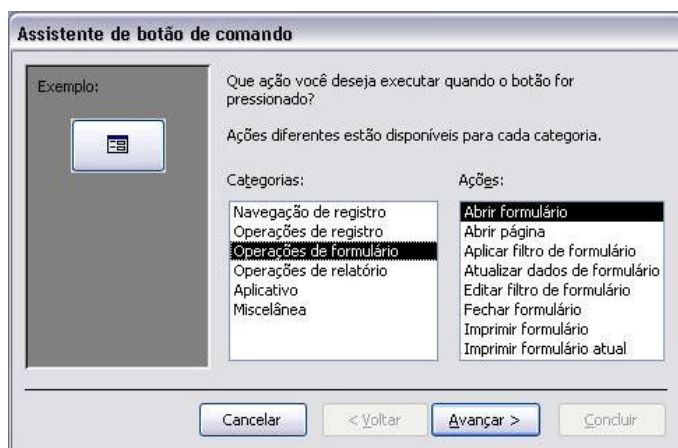 Assistente de botão de comando
Exemplo:
Que ação você deseja executar quando o botão for
pressionado?
Ações diferentes estão disponíveis para cada categoria.
Categorias:
Navegação de registro
Operações de registro
Operações de formulário
Operações de relatório
Aplicativo
Miscelânea
Ações:
Abrir formulário
Abrir página
Aplicar filtro de formulário
Atualizar dados de formulário
Editar filtro de formulário
Fechar formulário
Imprimir formulário
Imprimir formulário atual
Cancelar
< Voltar
Avançar >
Concluir